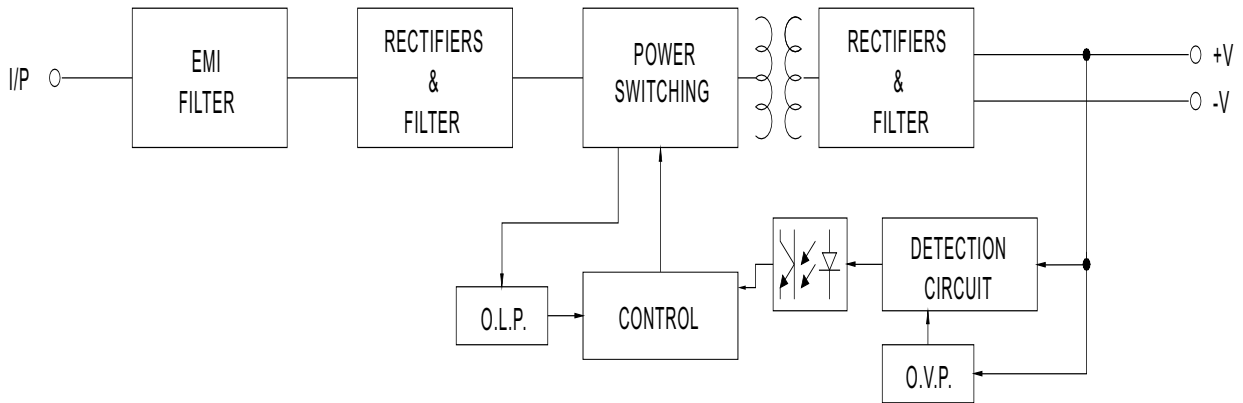 I/P
EMI
FILTER
RECTIFIERS
&
FILTER
POWER
SWITCHING
RECTIFIERS
&
FILTER
+V
-V
O.L.P.
CONTROL
DETECTION
CIRCUIT
O.V.P.